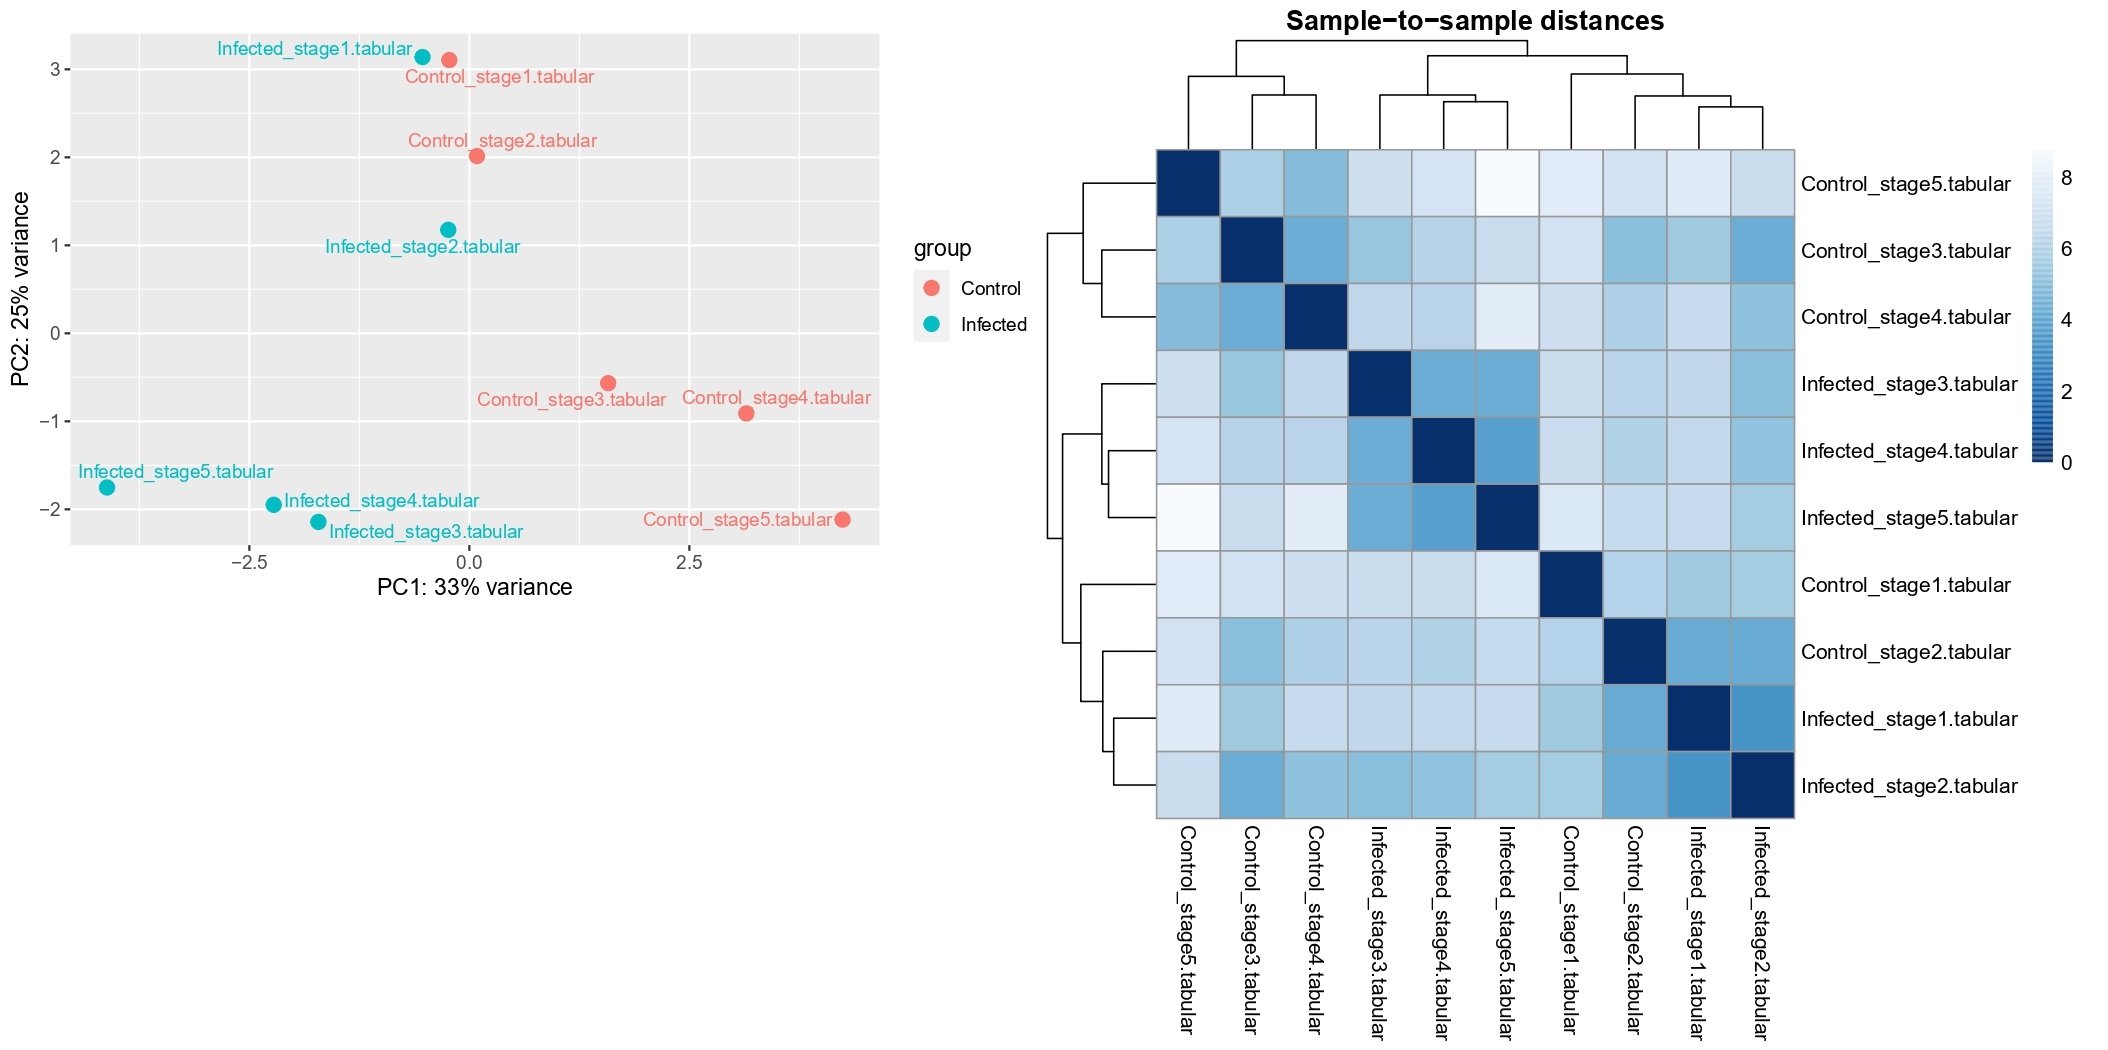 Infected_stage1.tabular
Control_stage1.tabular
Control_stage2.tabular
Infected_stage2.tabular
Control_stage3.tabular
Control_stage4.tabular
Infected_stage5.tabular
Infected_stage4.tabular
Infected_stage3.tabular
Control_stage5.tabular
3
2
1
0
−1
−2
PC2: 25% variance
−2.5
0.0
2.5
PC1: 33% variance
group
Control
Infected
Sample−to−sample distances
Control_stage5.tabular
Control_stage3.tabular
Control_stage4.tabular
Infected_stage3.tabular
Infected_stage4.tabular
Infected_stage5.tabular
Control_stage1.tabular
Control_stage2.tabular
Infected_stage1.tabular
Infected_stage2.tabular
8
6
4
2
0
Control_stage5.tabular
Control_stage3.tabular
Control_stage4.tabular
Infected_stage3.tabular
Infected_stage4.tabular
Infected_stage5.tabular
Control_stage1.tabular
Control_stage2.tabular
Infected_stage1.tabular
Infected_stage2.tabular